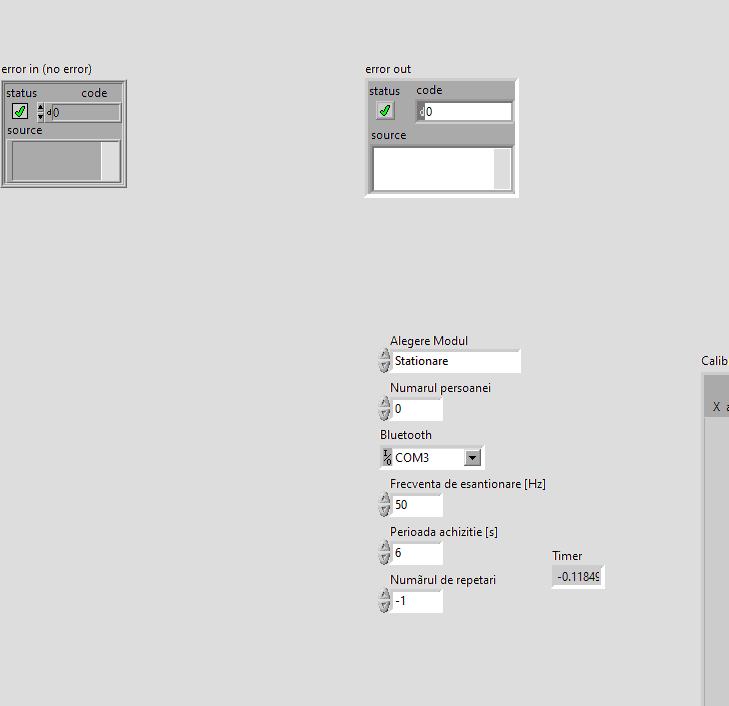 error in (no error)
status code
0
source
error out
status code
0
source
Alegere Modul
Stationare
Numarul persoanei
0
Bluetooth
COM3
Frecventa de esantionare [Hz]
50
Perioada achizitie [s]
6
Numârul de repetari
-1
Timer
-0.11849
Calib
X a